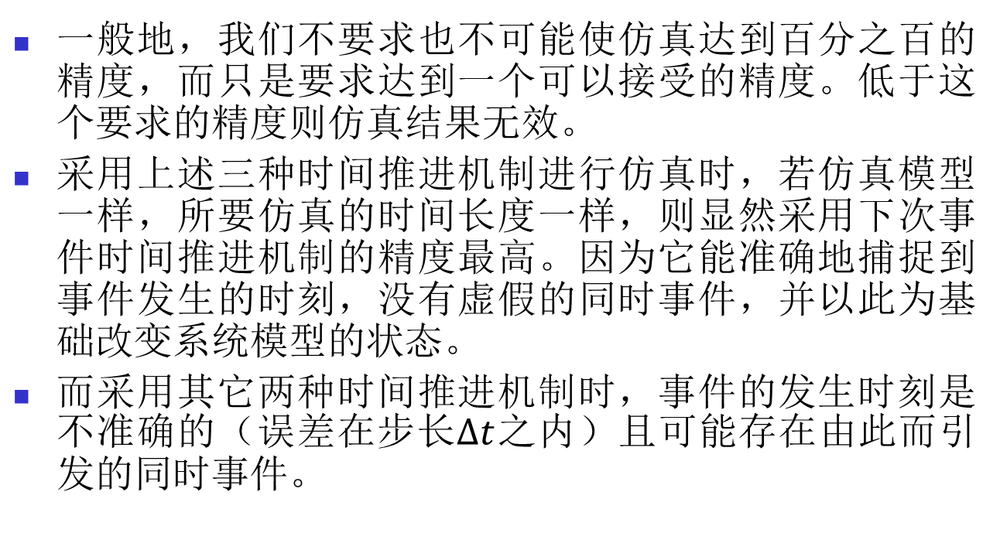 一般地，我们不要求也不可能使仿真达到百分之百的
精度，而只是要求达到一个可以接受的精度。低于这
个要求的精度则仿真结果无效。
采用上述三种时间推进机制进行仿真时，若仿真模型
一样，所要仿真的时间长度一样，则显然采用下次事
件时间推进机制的精度最高。因为它能准确地捕捉到
事件发生的时刻，没有虚假的同时事件，并以此为基
础改变系统模型的状态。
而采用其它两种时间推进机制时，事件的发生时刻是
不准确的（误差在步长Δt之内）且可能存在由此而引
发的同时事件。